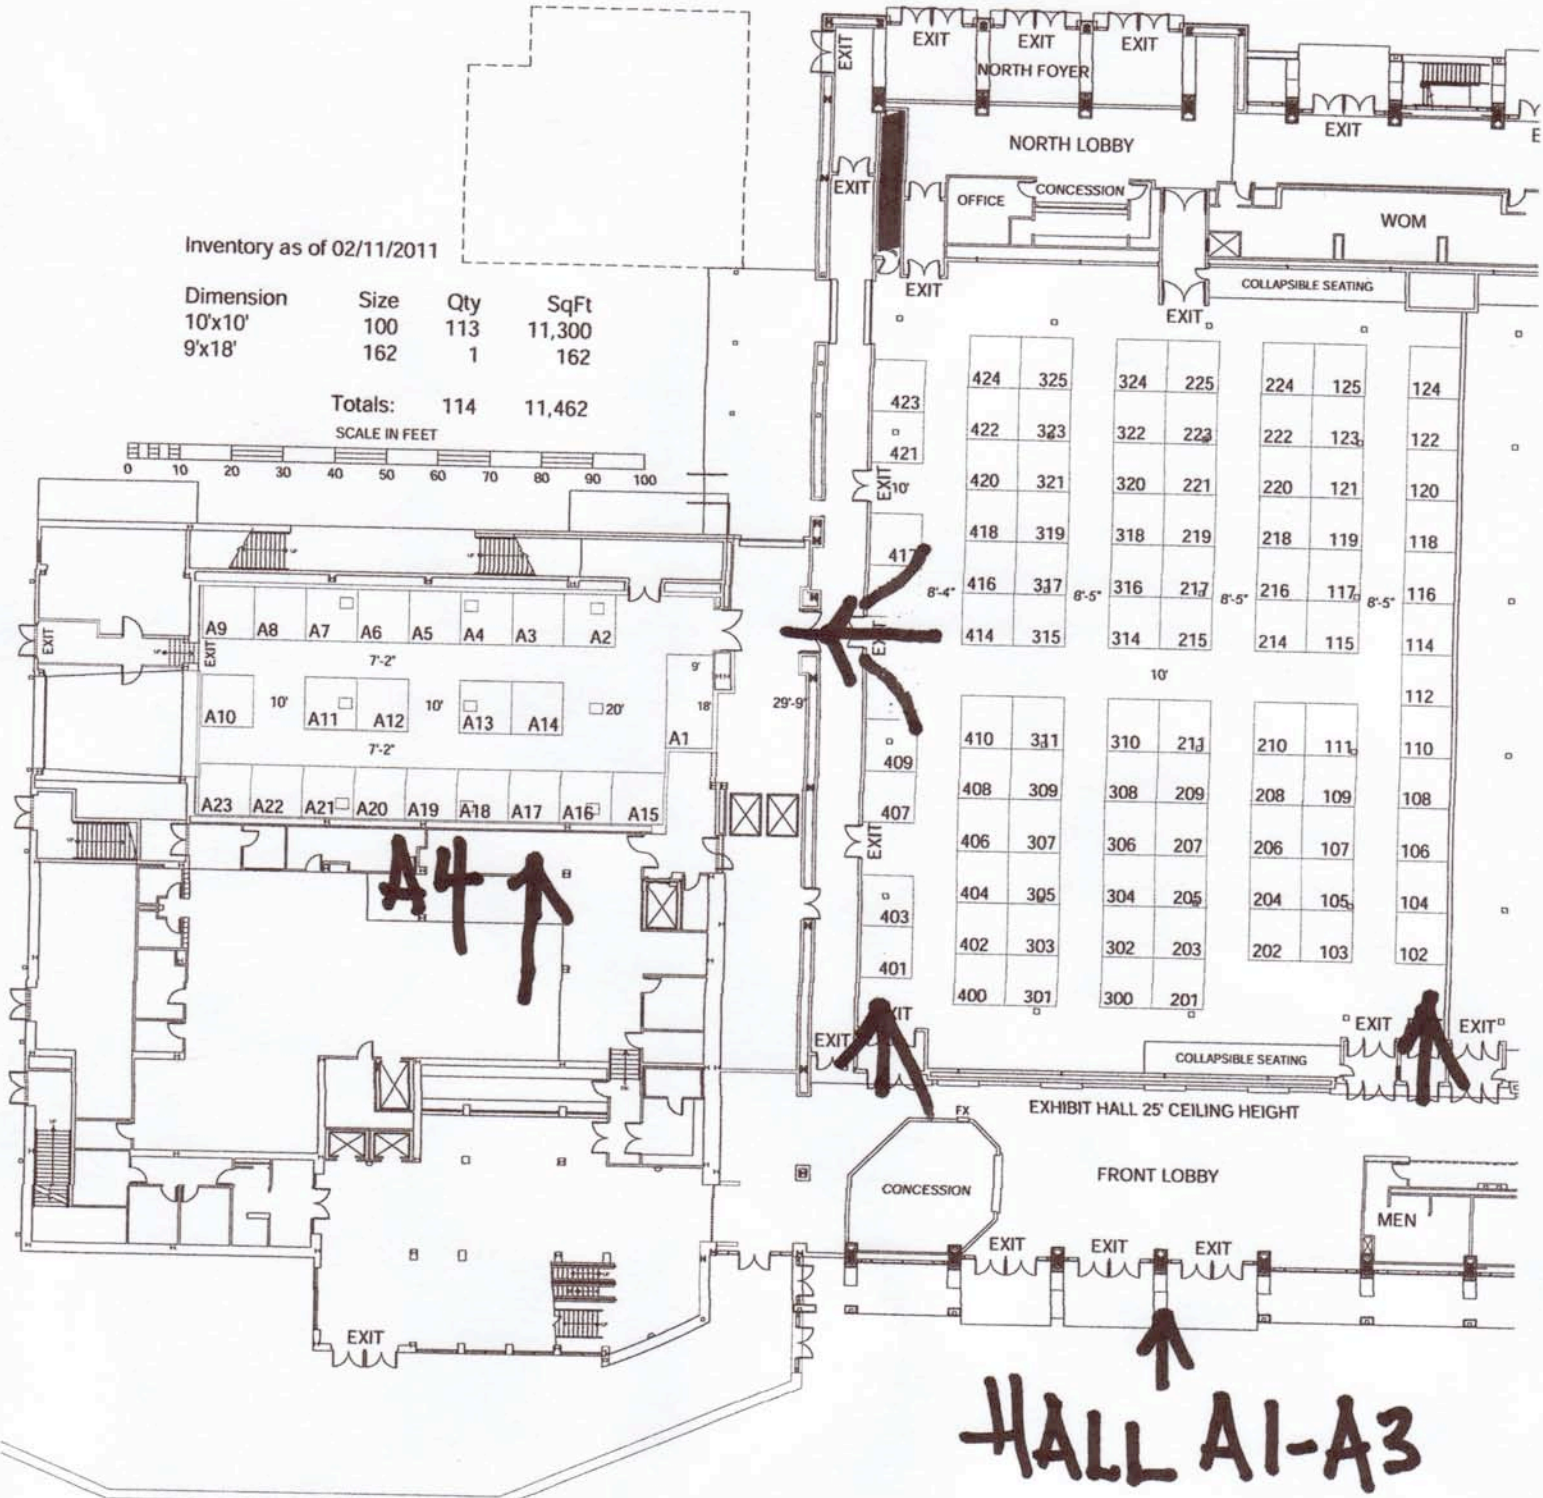 EXIT EXIT EXIT EXIT
NORTH FOYER
EXIT
NORTH LOBBY
EXIT
OFFICE CONCESSION
WOM
Inventory as of 02/11/2011
COLLAPSIBLE SEATING
EXIT EXIT
Dimension Size Qty SqFt
10'x10' 100 113 11,300
9'x18' 162 1 162
Totals: 114 11,462
SCALE IN FEET
0 10 20 30 40 50 60 70 80 90 100
423 424 325 324 225 224 125 124
421 422 323 322 223 222 123 122
EXIT 10' 420 321 320 221 220 121 120
417 418 319 318 219 218 119 118
8'-4" 416 317 8'-5" 316 217 8'-5" 216 117 8'-5" 116
EXIT 414 315 314 215 214 115 114
10' 112
409 410 311 310 211 210 111 110
407 408 309 308 209 208 109 108
EXIT 406 307 306 207 206 107 106
403 404 305 304 205 204 105 104
401 402 303 302 203 202 103 102
400 301 300 201
EXIT EXIT A9 A8 A7 A6 A5 A4 A3 A2
7'-2" 9'
A10 10' A11 A12 10' A13 A14 20' 18' 29'-9"
7'-2" A1
A23 A22 A21 A20 A19 A18 A17 A16 A15
A4
EXIT EXIT EXIT
EXIT
COLLAPSIBLE SEATING
EXHIBIT HALL 25' CEILING HEIGHT
FX
FRONT LOBBY
CONCESSION
MEN
EXIT EXIT EXIT
EXIT
HALL A1-A3